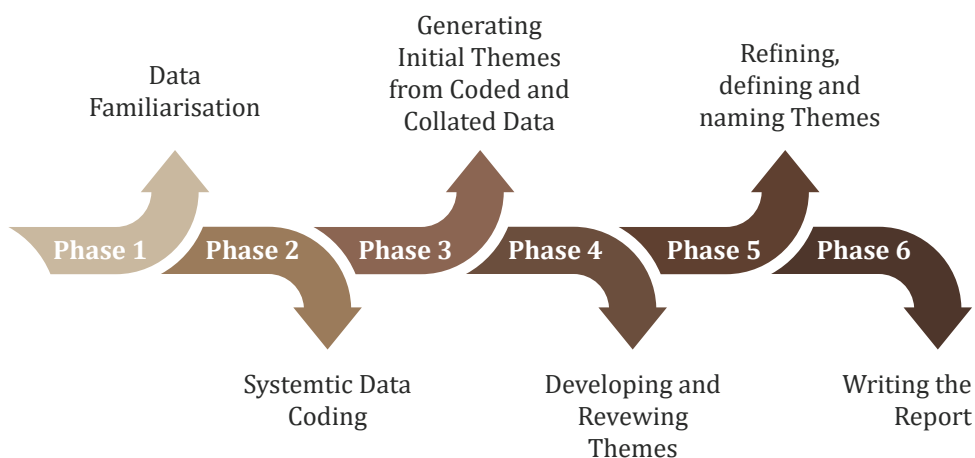 Phase 1
Data
Familiarisation
Phase 2
Systemtic Data
Coding
Phase 3
Generating
Initial Themes
from Coded and
Collated Data
Phase 4
Developing and
Revewing
Themes
Phase 5
Refining,
defining and
naming Themes
Phase 6
Writing the
Report